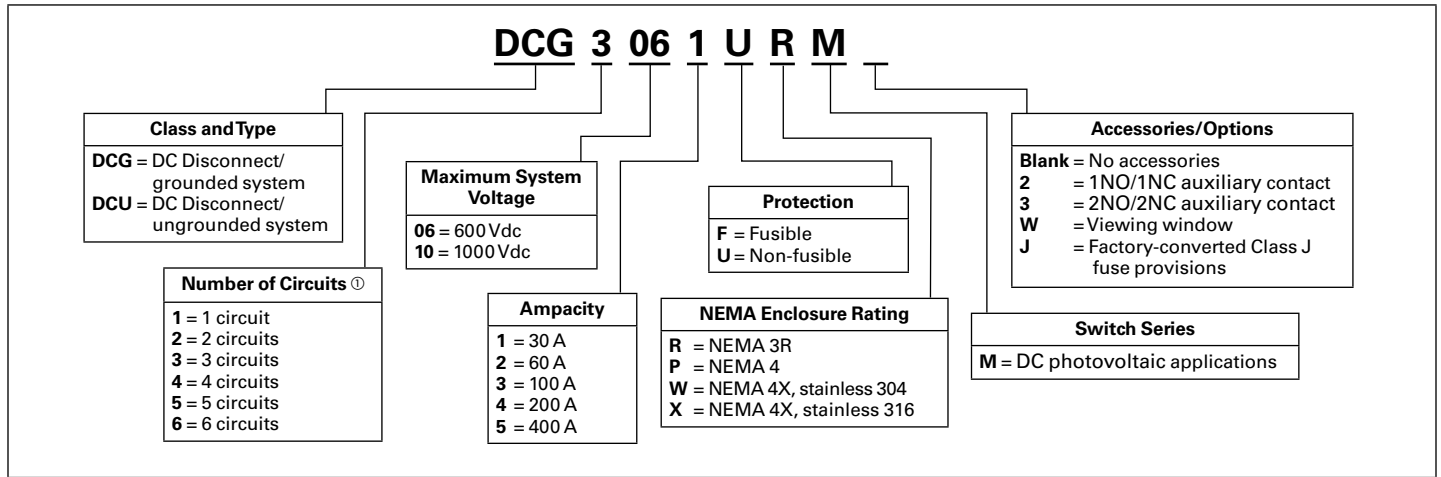 DCG 3 06 1 U R M
Class and Type
DCG = DC Disconnect/
grounded system
DCU = DC Disconnect/
ungrounded system
Number of Circuits ①
1 = 1 circuit
2 = 2 circuits
3 = 3 circuits
4 = 4 circuits
5 = 5 circuits
6 = 6 circuits
Maximum System
Voltage
06 = 600 Vdc
10 = 1000 Vdc
Ampacity
1 = 30 A
2 = 60 A
3 = 100 A
4 = 200 A
5 = 400 A
Protection
F = Fusible
U = Non-fusible
NEMA Enclosure Rating
R = NEMA 3R
P = NEMA 4
W = NEMA 4X, stainless 304
X = NEMA 4X, stainless 316
Switch Series
M = DC photovoltaic applications
Accessories/Options
Blank = No accessories
2 = 1NO/1NC auxiliary contact
3 = 2NO/2NC auxiliary contact
W = Viewing window
J = Factory-converted Class J
fuse provisions